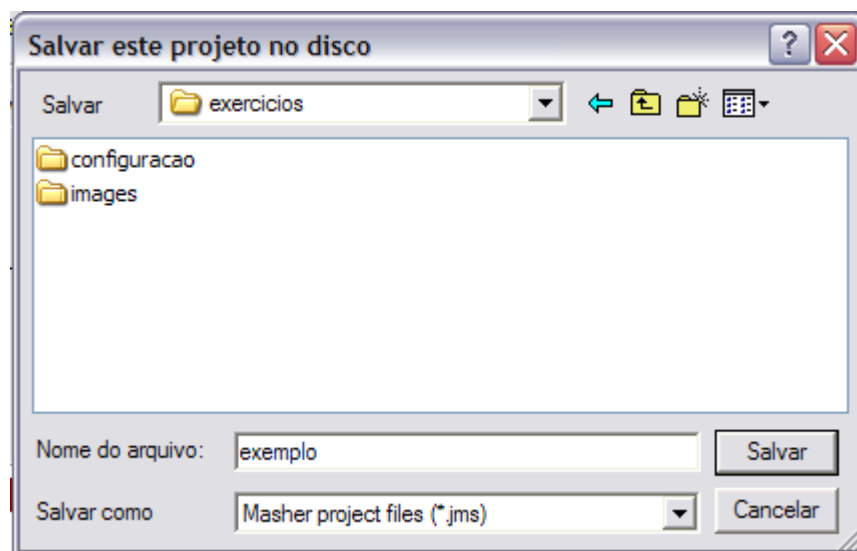 Salvar este projeto no disco
Salvar exercicios
configuracao
images
Nome do arquivo: exemplo Salvar
Salvar como Masher project files (*.jms) Cancelar